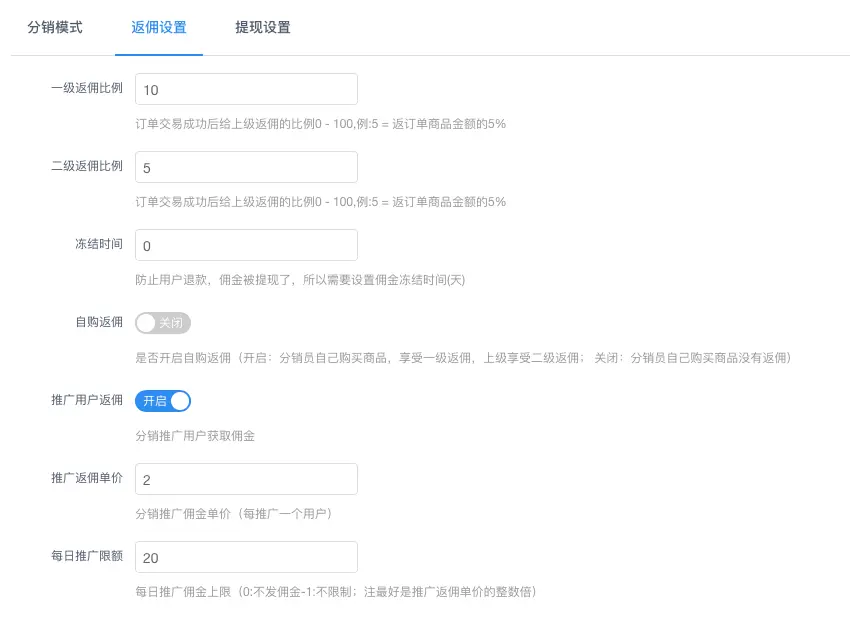 分销模式 返佣设置 提现设置
一级返佣比例 10
订单交易成功后给上级返佣的比例0 - 100,例:5 = 返订单商品金额的5%
二级返佣比例 5
订单交易成功后给上级返佣的比例0 - 100,例:5 = 返订单商品金额的5%
冻结时间 0
防止用户退款，佣金被提现了，所以需要设置佣金冻结时间(天)
自购返佣 关闭
是否开启自购返佣（开启：分销员自己购买商品，享受一级返佣，上级享受二级返佣； 关闭：分销员自己购买商品没有返佣）
推广用户返佣 开启
分销推广用户获取佣金
推广返佣单价 2
分销推广佣金单价（每推广一个用户）
每日推广限额 20
每日推广佣金上限（0:不发佣金-1:不限制；注最好是推广返佣单价的整数倍）